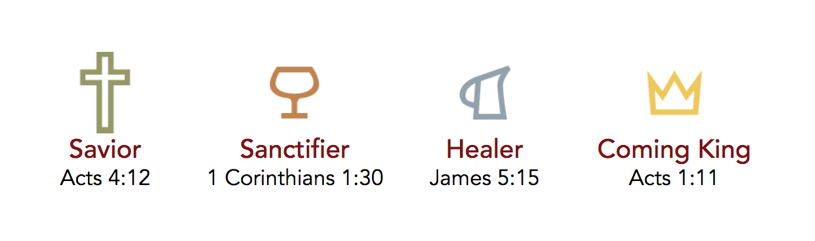 Savior Sanctifier Healer Coming King
Acts 4:12 1 Corinthians 1:30 James 5:15 Acts 1:11